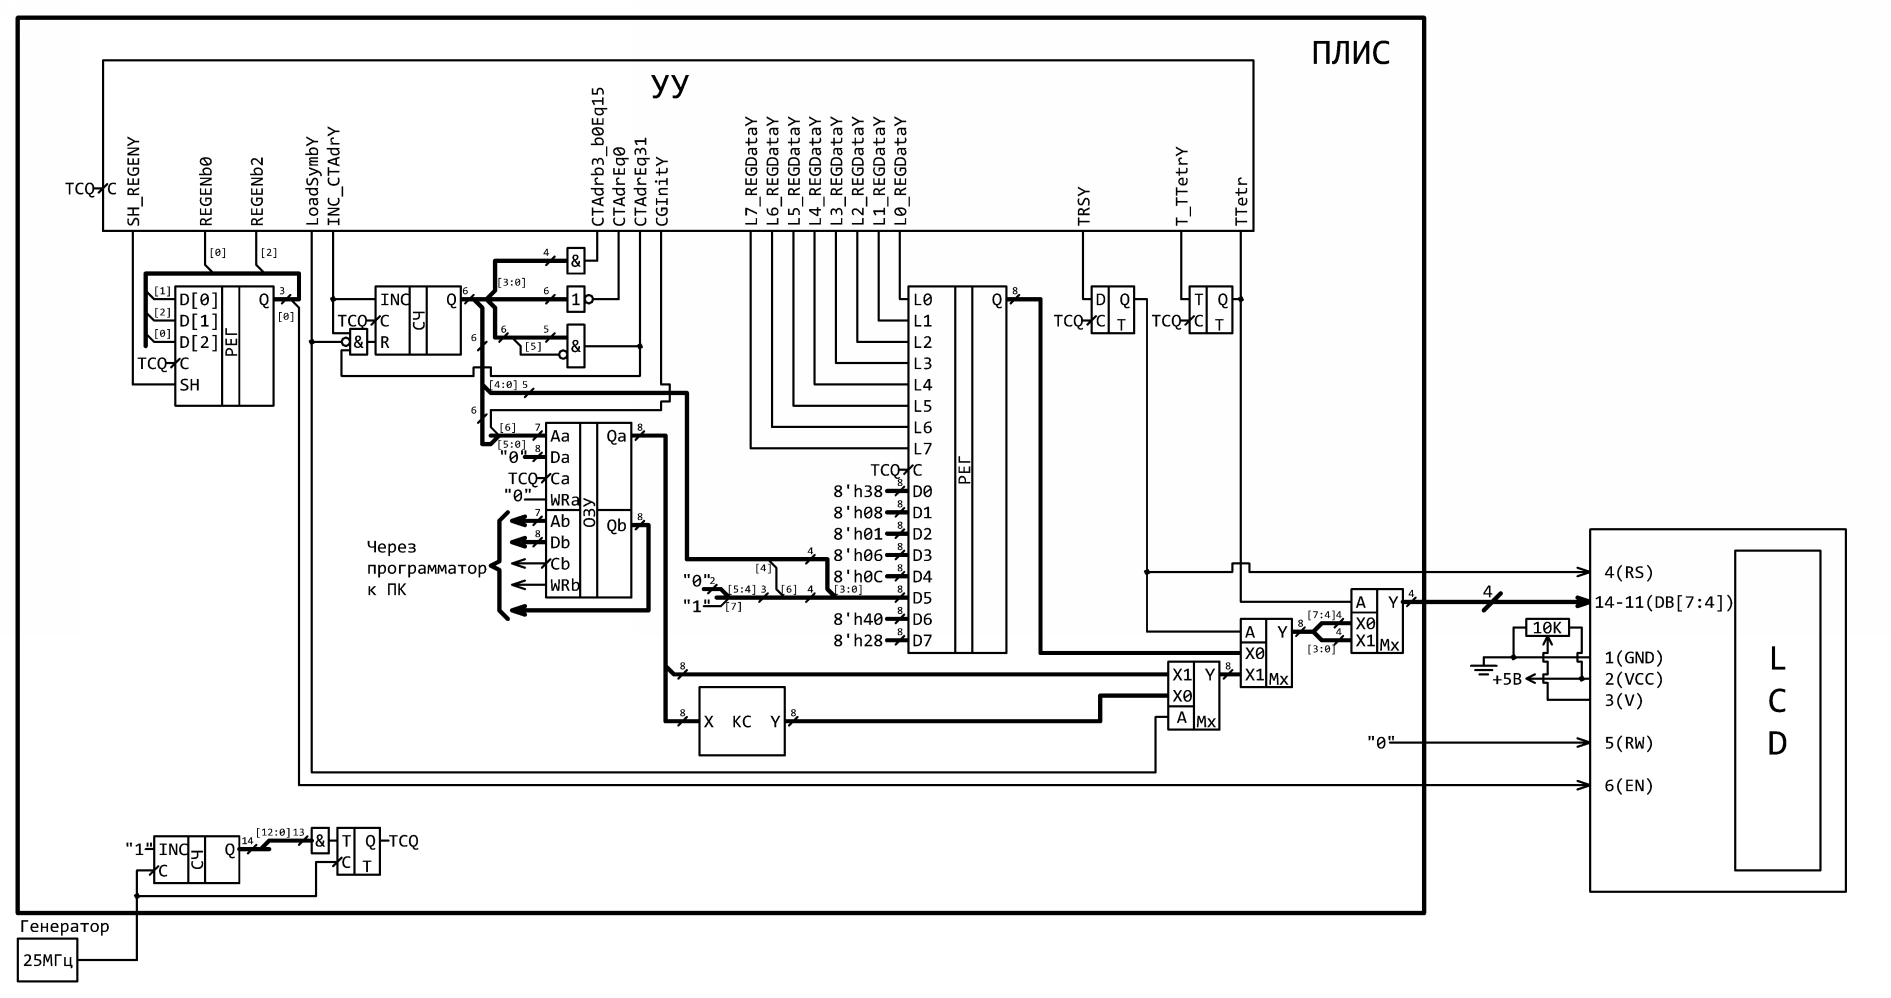 ПЛИС
УУ
TCQ C
SH_REGENY
REGENb0
REGENb2
LoadSymbY
INC_CTAdrY
CTAdrb3_b0Eq15
CTAdrEq0
CTAdrEq31
CGInitY
L7_REGDataY
L6_REGDataY
L5_REGDataY
L4_REGDataY
L3_REGDataY
L2_REGDataY
L1_REGDataY
L0_REGDataY
TRSY
T_TTetrY
TTetr
[0]
[2]
[1] D[0] Q 3
[2] D[1] [0]
[0] D[2]
РЕГ
TCQ C
SH
INC Q 6
TCQ C
& R
СЧ
4 &
[3:0]
6 1
6 5 &
[5]
6
[4:0] 5
6
[6]
[5:0]
7 Aa Qa 8
"0" 8 Da
TCQ Ca
"0" WRa
ОЗУ
7 Ab Qb 8
8 Db
Cb
WRb
Через
программатор
к ПК
L0 Q 8
L1
L2
L3
L4
L5
L6
L7
TCQ C
РЕГ
8'h38 8 D0
8'h08 8 D1
8'h01 8 D2
8'h06 8 D3
8'h0C 8 D4
8 D5
8'h40 8 D6
8'h28 8 D7
4
[4]
"0" 2 [5:4] 3 [6] 4 [3:0]
"1" [7]
D Q
TCQ C T
T Q
TCQ C T
8
8 X КС Y 8
X1 Y 8
X0
A Mx
A Y 8
X0
X1 Mx
[7:4] 4
4
[3:0]
A Y 4
X0
X1 Mx
4
4(RS)
14-11(DB[7:4])
10K
1(GND)
+5В 2(VCC)
3(V)
"0" 5(RW)
6(EN)
L
C
D
"1" INC Q 14 [12:0] 13 & T Q TCQ
C СЧ C T
Генератор
25МГц